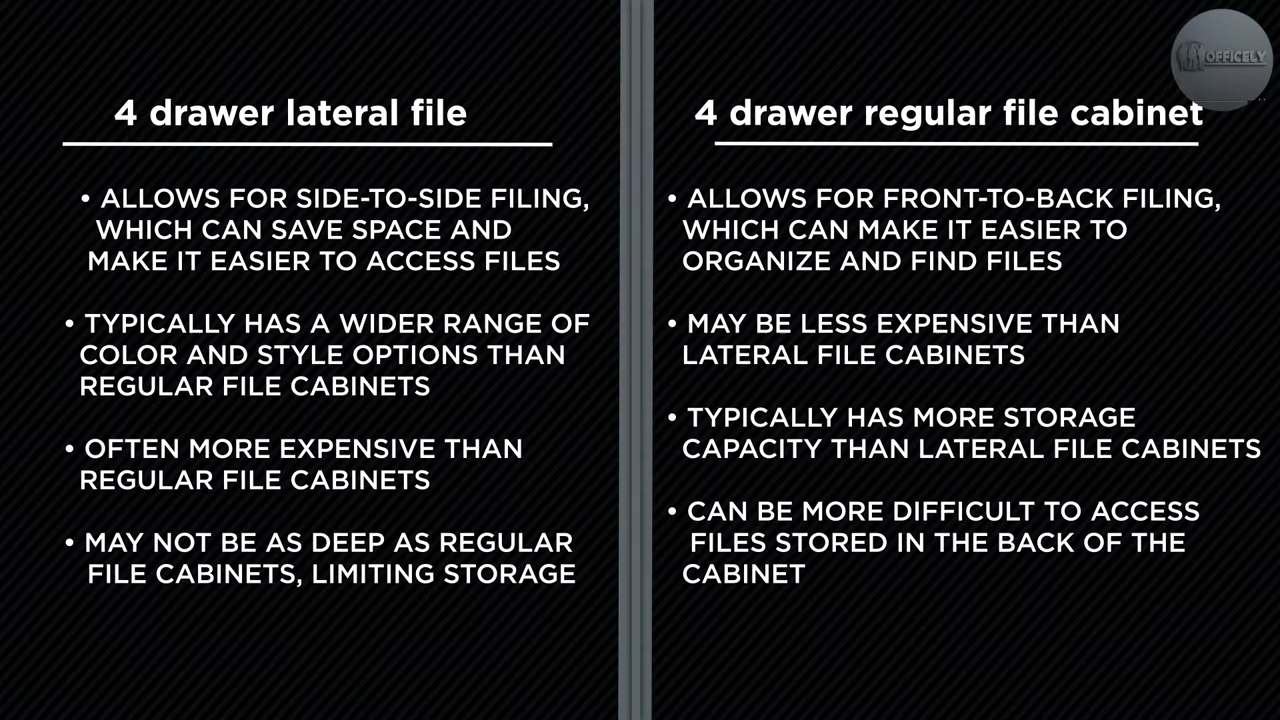 OFFICELY
4 drawer lateral file
• ALLOWS FOR SIDE-TO-SIDE FILING,
WHICH CAN SAVE SPACE AND
MAKE IT EASIER TO ACCESS FILES
• TYPICALLY HAS A WIDER RANGE OF
COLOR AND STYLE OPTIONS THAN
REGULAR FILE CABINETS
• OFTEN MORE EXPENSIVE THAN
REGULAR FILE CABINETS
• MAY NOT BE AS DEEP AS REGULAR
FILE CABINETS, LIMITING STORAGE
4 drawer regular file cabinet
• ALLOWS FOR FRONT-TO-BACK FILING,
WHICH CAN MAKE IT EASIER TO
ORGANIZE AND FIND FILES
• MAY BE LESS EXPENSIVE THAN
LATERAL FILE CABINETS
• TYPICALLY HAS MORE STORAGE
CAPACITY THAN LATERAL FILE CABINETS
• CAN BE MORE DIFFICULT TO ACCESS
FILES STORED IN THE BACK OF THE
CABINET